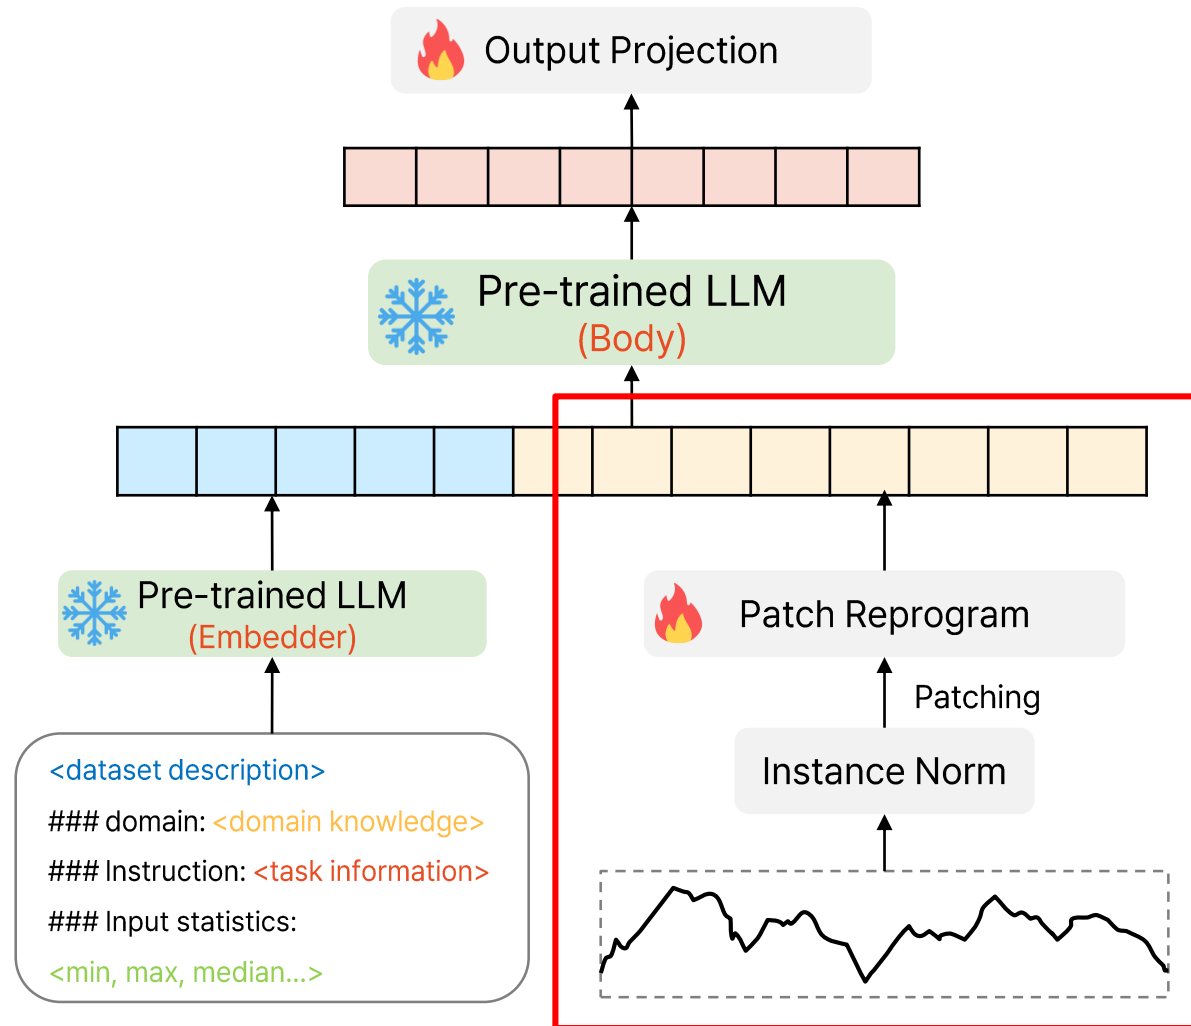 Output Projection
Pre-trained LLM
(Body)
Pre-trained LLM
(Embedder)
Patch Reprogram
Patching
Instance Norm
<dataset description>
### domain: <domain knowledge>
### Instruction: <task information>
### Input statistics:
<min, max, median...>